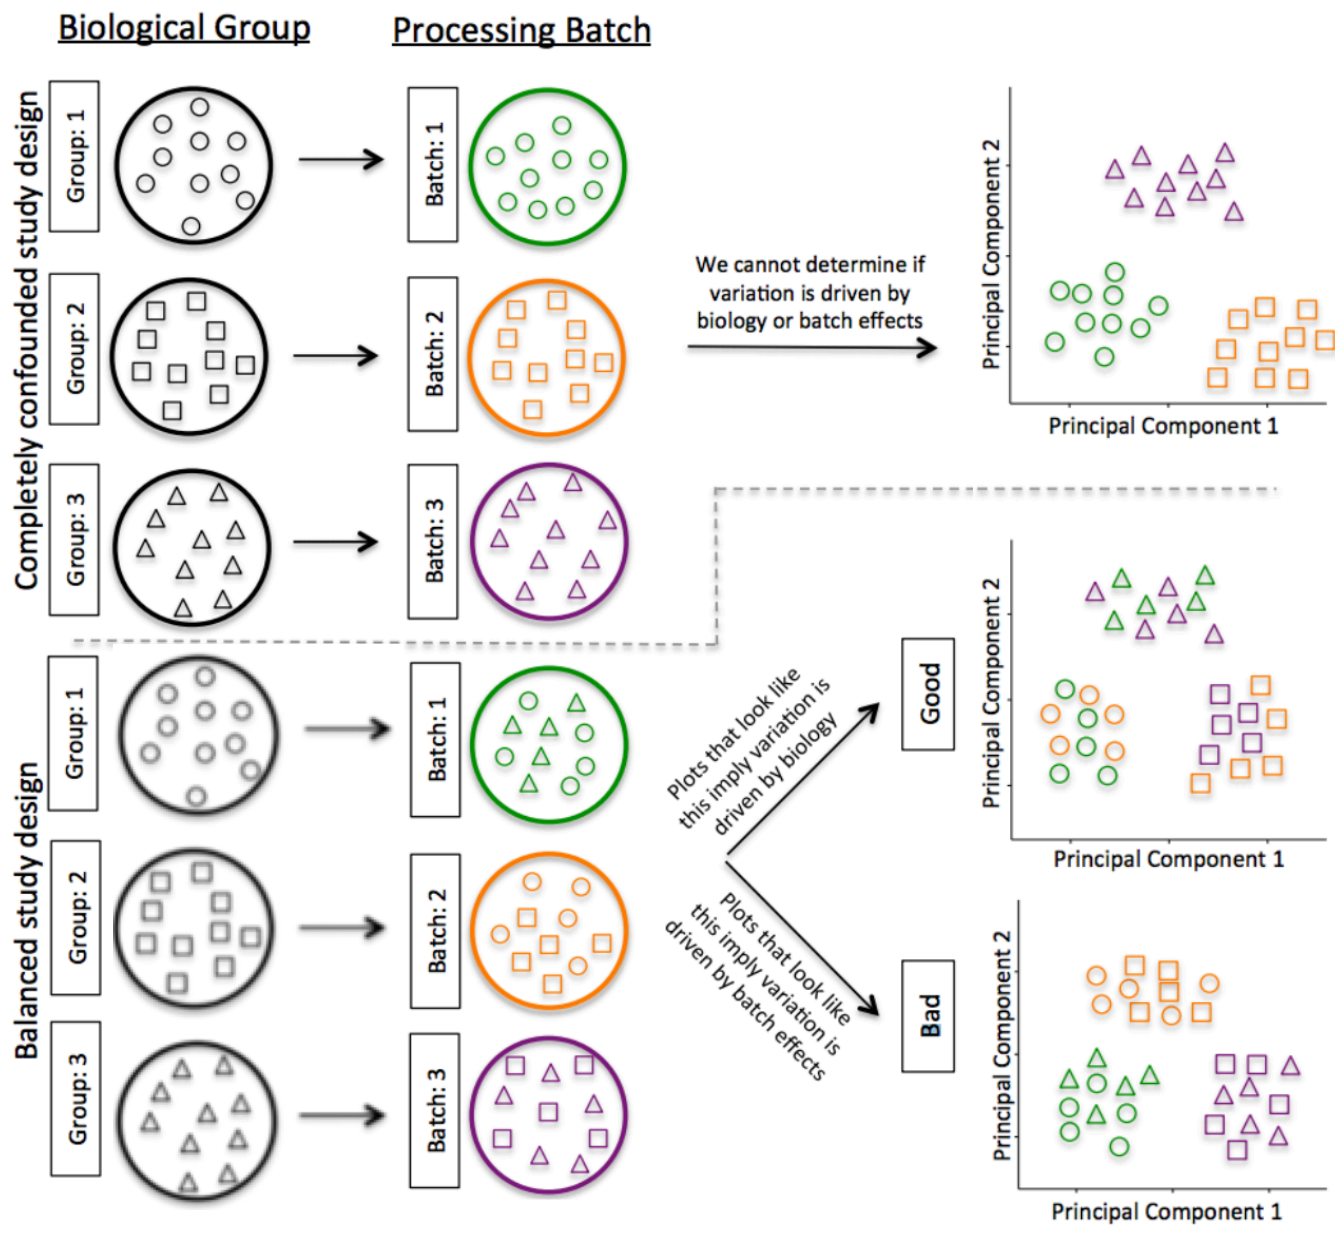 Biological Group
Processing Batch
Completely confounded study design
Group: 1
Batch: 1
Group: 2
Batch: 2
Group: 3
Batch: 3
We cannot determine if
variation is driven by
biology or batch effects
Principal Component 2
Principal Component 1
Balanced study design
Group: 1
Batch: 1
Group: 2
Batch: 2
Group: 3
Batch: 3
Plots that look like
this imply variation is
driven by biology
Good
Principal Component 2
Principal Component 1
Plots that look like
this imply variation is
driven by batch effects
Bad
Principal Component 2
Principal Component 1